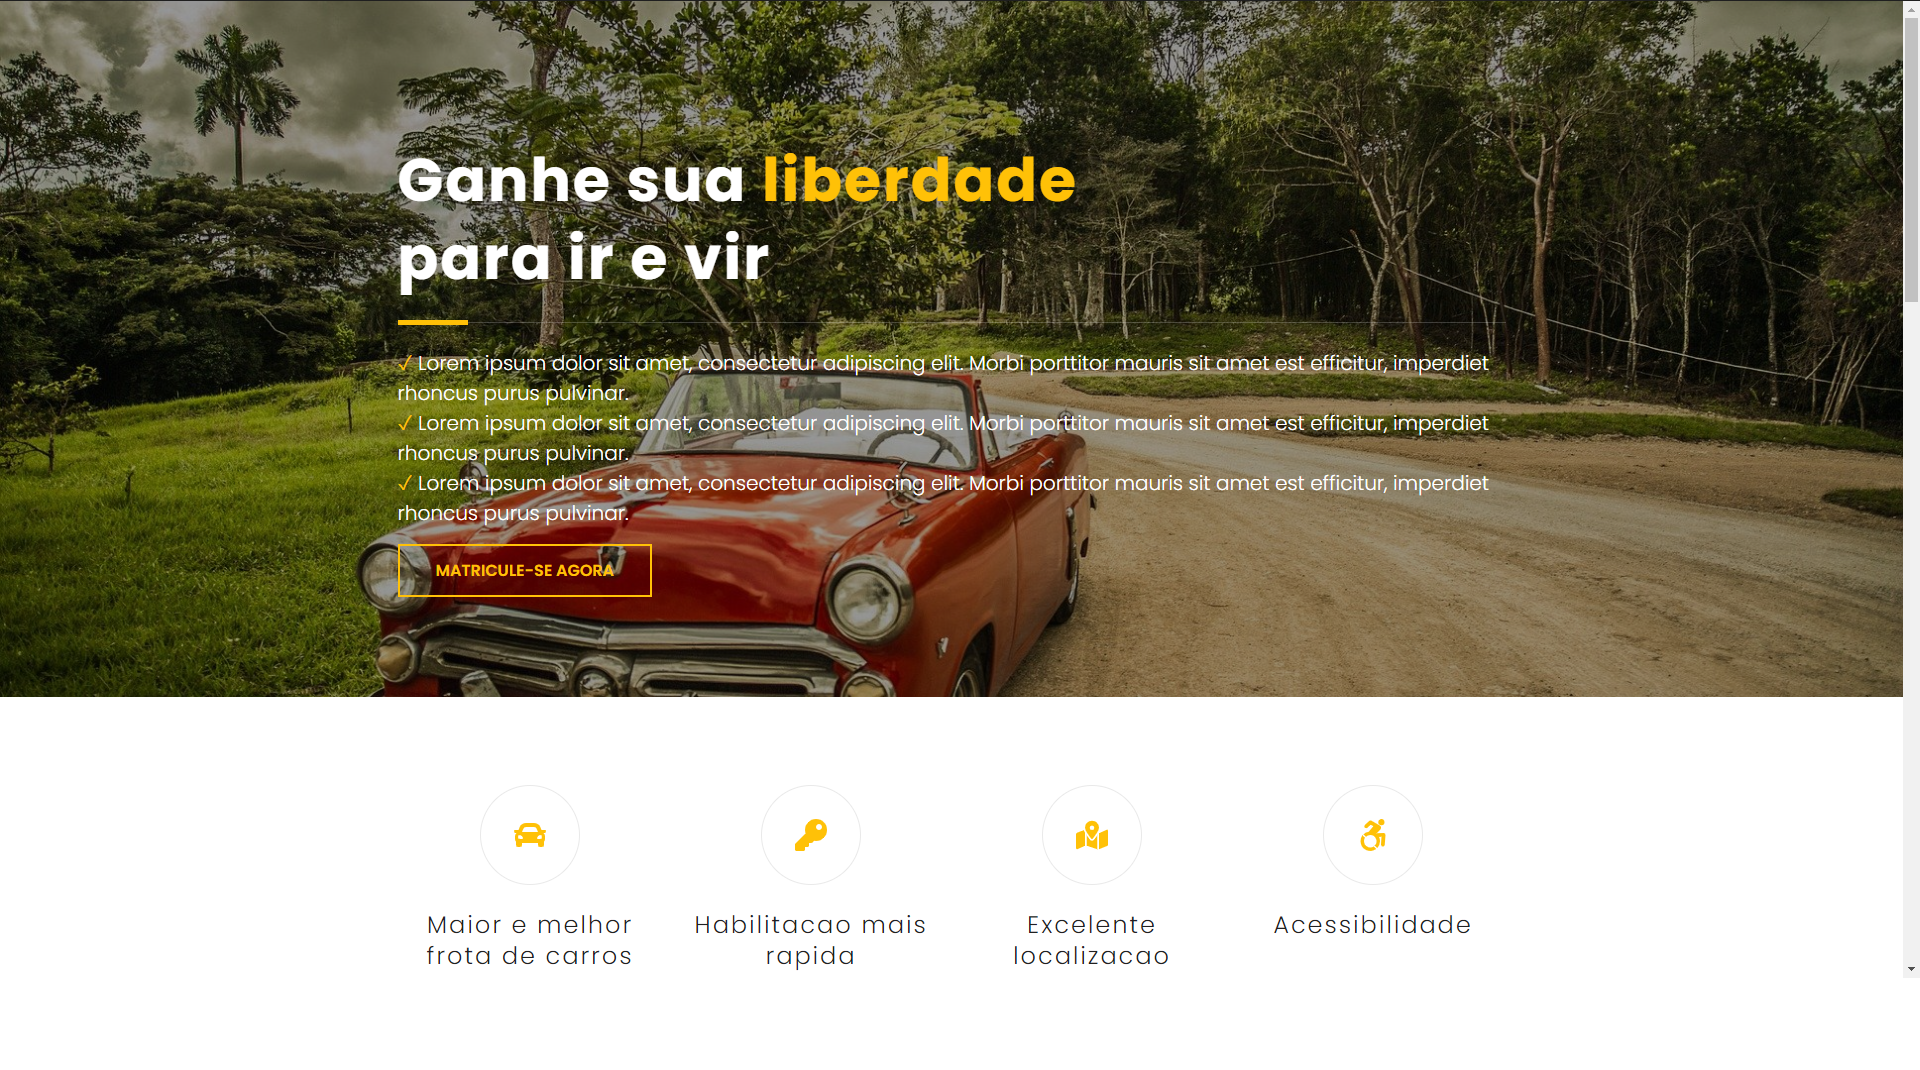 Ganhe sua liberdade
para ir e vir
✓ Lorem ipsum dolor sit amet, consectetur adipiscing elit. Morbi porttitor mauris sit amet est efficitur, imperdiet
rhoncus purus pulvinar.
✓ Lorem ipsum dolor sit amet, consectetur adipiscing elit. Morbi porttitor mauris sit amet est efficitur, imperdiet
rhoncus purus pulvinar.
✓ Lorem ipsum dolor sit amet, consectetur adipiscing elit. Morbi porttitor mauris sit amet est efficitur, imperdiet
rhoncus purus pulvinar.
MATRICULE-SE AGORA
Maior e melhor
frota de carros
Habilitacao mais
rapida
Excelente
localizacao
Acessibilidade